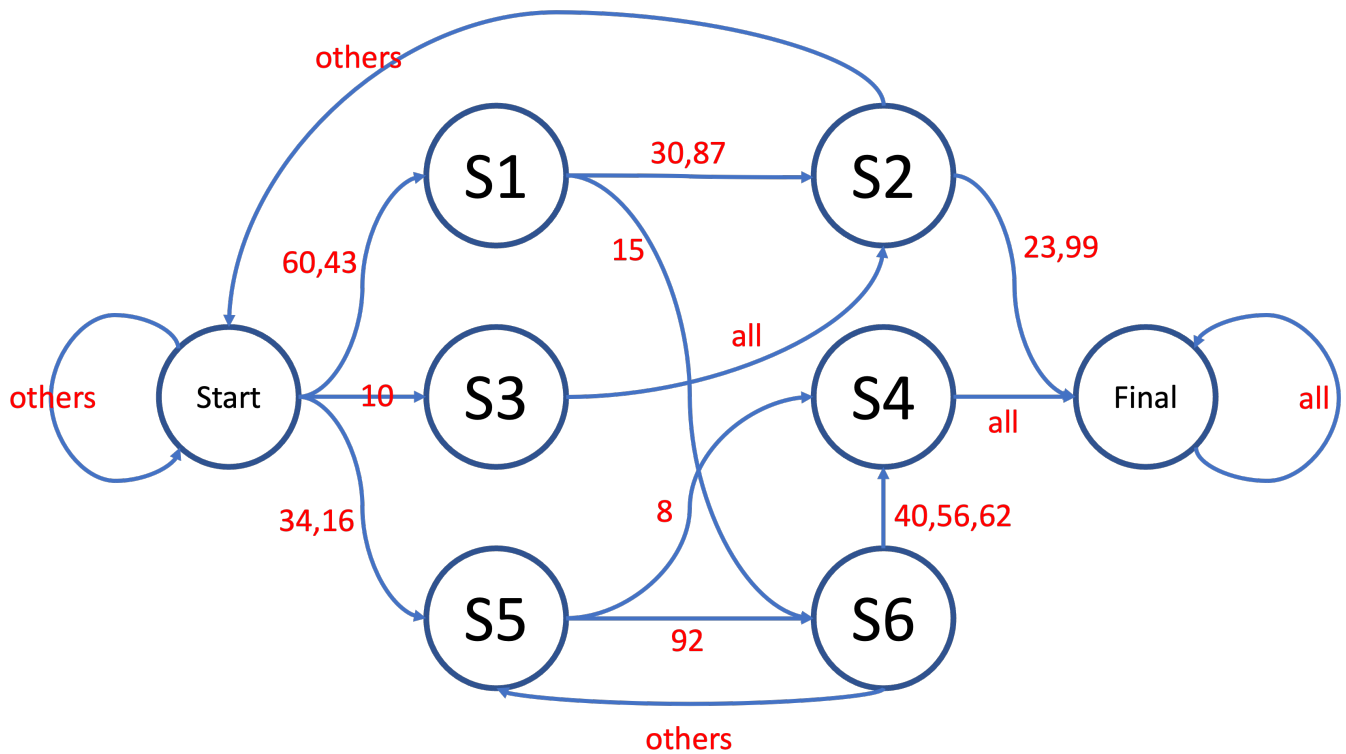 others
S1
30,87
S2
60,43
15
23,99
all
others
Start
10
S3
S4
all
Final
all
34,16
8
40,56,62
S5
92
S6
others